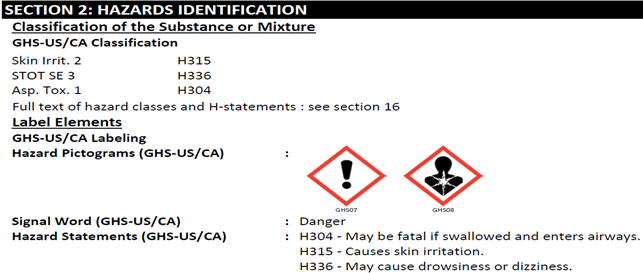 SECTION 2: HAZARDS IDENTIFICATION
Classification of the Substance or Mixture
GHS-US/CA Classification
Skin Irrit. 2 H315
STOT SE 3 H336
Asp. Tox. 1 H304
Full text of hazard classes and H-statements : see section 16
Label Elements
GHS-US/CA Labeling
Hazard Pictograms (GHS-US/CA) :
GHS07 GHS08
Signal Word (GHS-US/CA) : Danger
Hazard Statements (GHS-US/CA) : H304 - May be fatal if swallowed and enters airways.
H315 - Causes skin irritation.
H336 - May cause drowsiness or dizziness.